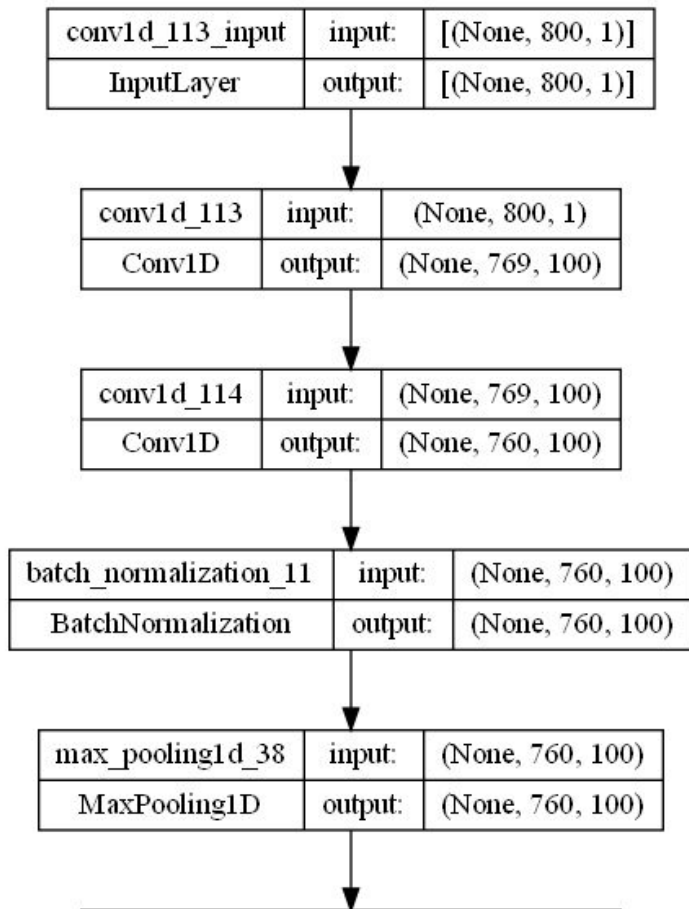 conv1d_113_input input: [(None, 800, 1)]
InputLayer output: [(None, 800, 1)]
conv1d_113 input: (None, 800, 1)
Conv1D output: (None, 769, 100)
conv1d_114 input: (None, 769, 100)
Conv1D output: (None, 760, 100)
batch_normalization_11 input: (None, 760, 100)
BatchNormalization output: (None, 760, 100)
max_pooling1d_38 input: (None, 760, 100)
MaxPooling1D output: (None, 760, 100)